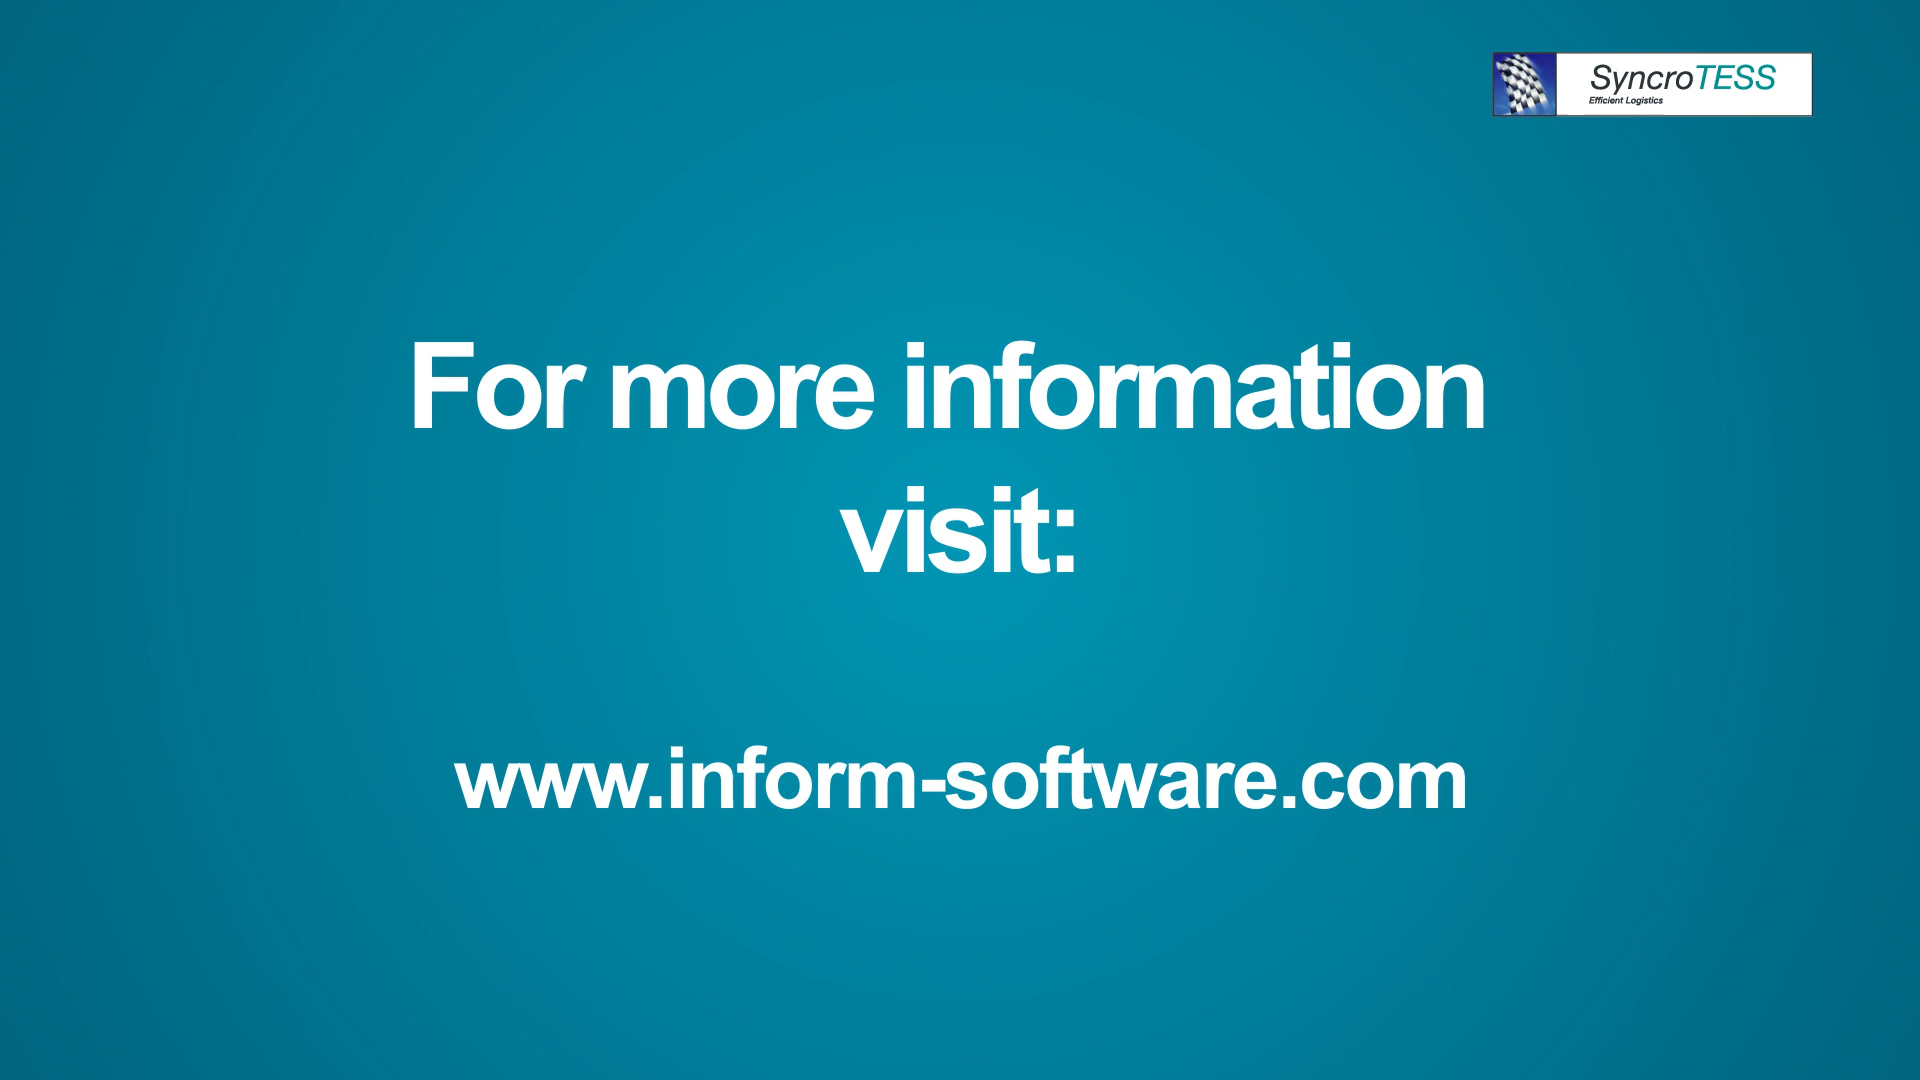 SyncroTESS
Efficient Logistics
For more information
visit:
www.inform-software.com